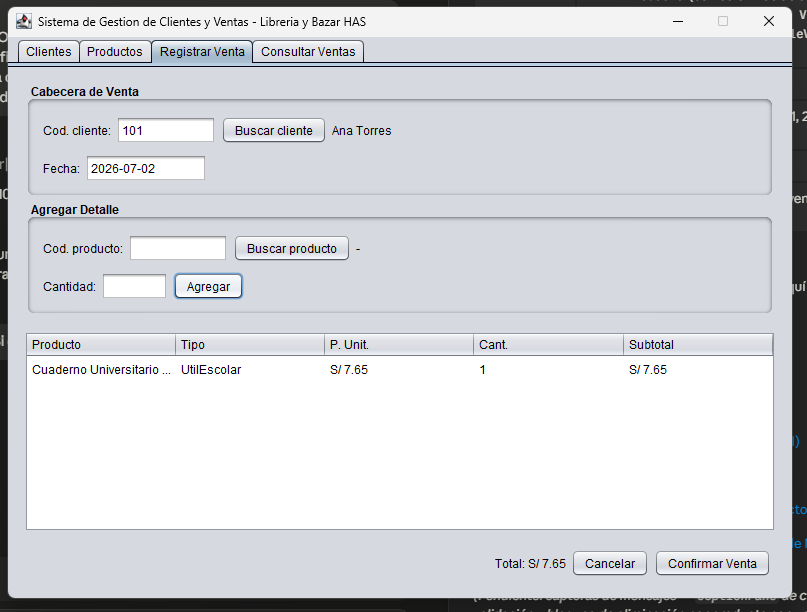 Sistema de Gestion de Clientes y Ventas - Libreria y Bazar HAS
Clientes Productos Registrar Venta Consultar Ventas
Cabecera de Venta
Cod. cliente: 101 Buscar cliente Ana Torres
Fecha: 2026-07-02
Agregar Detalle
Cod. producto: Buscar producto -
Cantidad: Agregar
Producto Tipo P. Unit. Cant. Subtotal
Cuaderno Universitario ... UtilEscolar S/ 7.65 1 S/ 7.65
Total: S/ 7.65 Cancelar Confirmar Venta